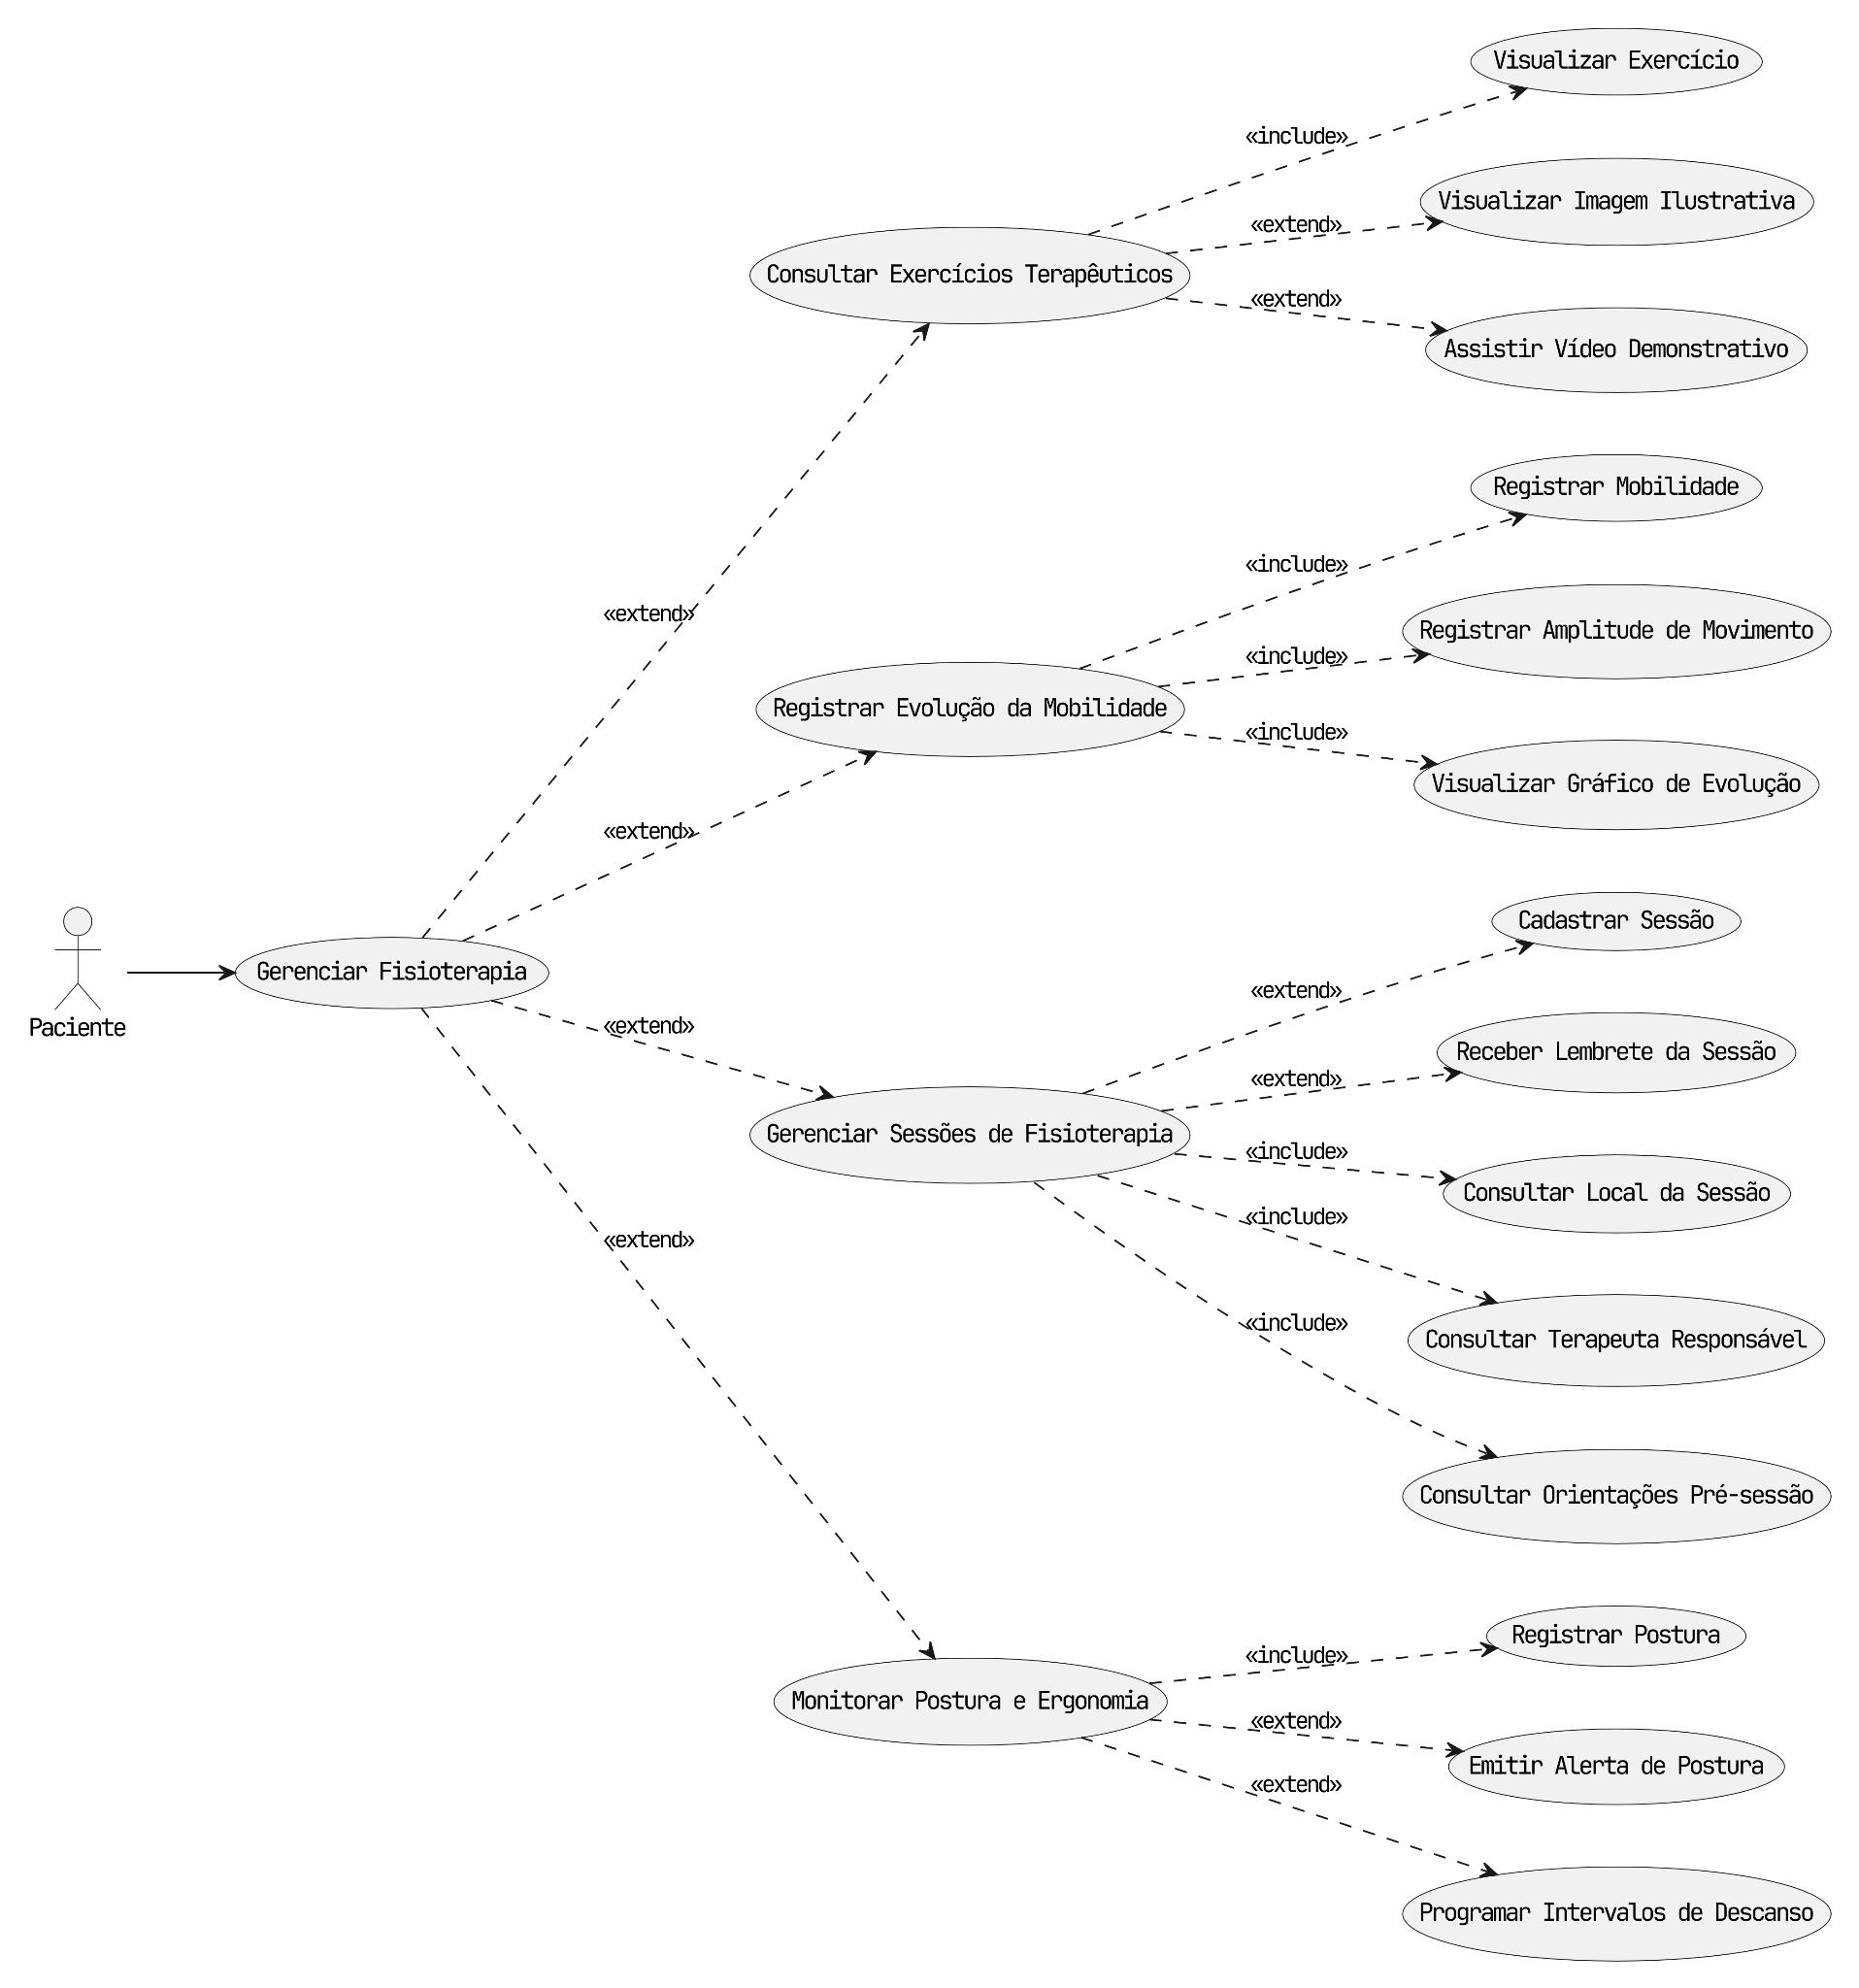 Visualizar Exercício
«include»
Visualizar Imagem Ilustrativa
«extend»
Consultar Exercícios Terapêuticos
«extend»
Assistir Vídeo Demonstrativo
Registrar Mobilidade
«include»
«extend»
Registrar Amplitude de Movimento
«include»
Registrar Evolução da Mobilidade
«include»
Visualizar Gráfico de Evolução
«extend»
Cadastrar Sessão
Gerenciar Fisioterapia
«extend»
Paciente
«extend»
Receber Lembrete da Sessão
«extend»
Gerenciar Sessões de Fisioterapia
«include»
Consultar Local da Sessão
«include»
«extend»
«include»
Consultar Terapeuta Responsável
Consultar Orientações Pré-sessão
Registrar Postura
«include»
Monitorar Postura e Ergonomia
«extend»
Emitir Alerta de Postura
«extend»
Programar Intervalos de Descanso